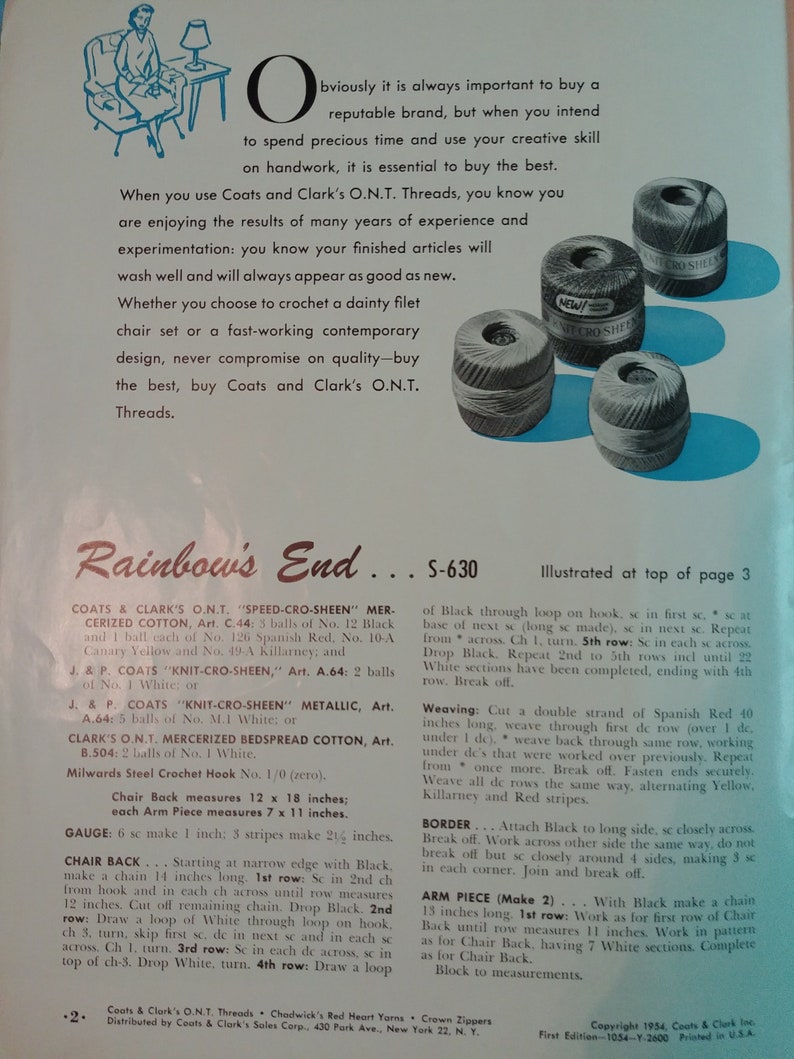 Obviously it is always important to buy a
reputable brand, but when you intend
to spend precious time and use your creative skill
on handwork, it is essential to buy the best.
When you use Coats and Clark's O.N.T. Threads, you know you
are enjoying the results of many years of experience and
experimentation: you know your finished articles will
wash well and will always appear as good as new.
Whether you choose to crochet a dainty filet
chair set or a fast-working contemporary
design, never compromise on quality—buy
the best, buy Coats and Clark's O.N.T.
Threads.
KNIT-CRO-SHEEN
NEW!
KNIT-CRO-SHEEN
Rainbow's End . . . S-630
Illustrated at top of page 3
COATS & CLARK'S O.N.T. "SPEED-CRO-SHEEN" MER-
CERIZED COTTON, Art. C.44: 3 balls of No. 12 Black
and 1 ball each of No. 126 Spanish Red, No. 10-A
Canary Yellow and No. 49-A Killarney; and
J. & P. COATS "KNIT-CRO-SHEEN," Art. A.64: 2 balls
of No. 1 White; or
J. & P. COATS "KNIT-CRO-SHEEN" METALLIC, Art.
A.64: 5 balls of No. M.1 White; or
CLARK'S O.N.T. MERCERIZED BEDSPREAD COTTON, Art.
B.504: 2 balls of No. 1 White.
Milwards Steel Crochet Hook No. 1/0 (zero).
Chair Back measures 12 x 18 inches;
each Arm Piece measures 7 x 11 inches.
GAUGE: 6 sc make 1 inch; 3 stripes make 2½ inches.
CHAIR BACK . . . Starting at narrow edge with Black,
make a chain 14 inches long. 1st row: Sc in 2nd ch
from hook and in each ch across until row measures
12 inches. Cut off remaining chain. Drop Black. 2nd
row: Draw a loop of White through loop on hook,
ch 3, turn, skip first sc, dc in next sc and in each sc
across. Ch 1, turn. 3rd row: Sc in each dc across, sc in
top of ch-3. Drop White, turn. 4th row: Draw a loop
of Black through loop on hook, sc in first sc, * sc at
base of next sc (long sc made), sc in next sc. Repeat
from * across. Ch 1, turn. 5th row: Sc in each sc across.
Drop Black. Repeat 2nd to 5th rows incl until 22
White sections have been completed, ending with 4th
row. Break off.
Weaving: Cut a double strand of Spanish Red 40
inches long, weave through first dc row (over 1 dc,
under 1 dc), * weave back through same row, working
under dc's that were worked over previously. Repeat
from * once more. Break off. Fasten ends securely.
Weave all dc rows the same way, alternating Yellow,
Killarney and Red stripes.
BORDER . . . Attach Black to long side, sc closely across.
Break off. Work across other side the same way, do not
break off but sc closely around 4 sides, making 3 sc
in each corner. Join and break off.
ARM PIECE (Make 2) . . . With Black make a chain
13 inches long. 1st row: Work as for first row of Chair
Back until row measures 11 inches. Work in pattern
as for Chair Back, having 7 White sections. Complete
as for Chair Back.
Block to measurements.
•2•
Coats & Clark's O.N.T. Threads • Chadwick's Red Heart Yarns • Crown Zippers
Distributed by Coats & Clark's Sales Corp., 430 Park Ave., New York 22, N. Y.
Copyright 1954, Coats & Clark Inc.
First Edition—1054—Y-2600 Printed in U.S.A.